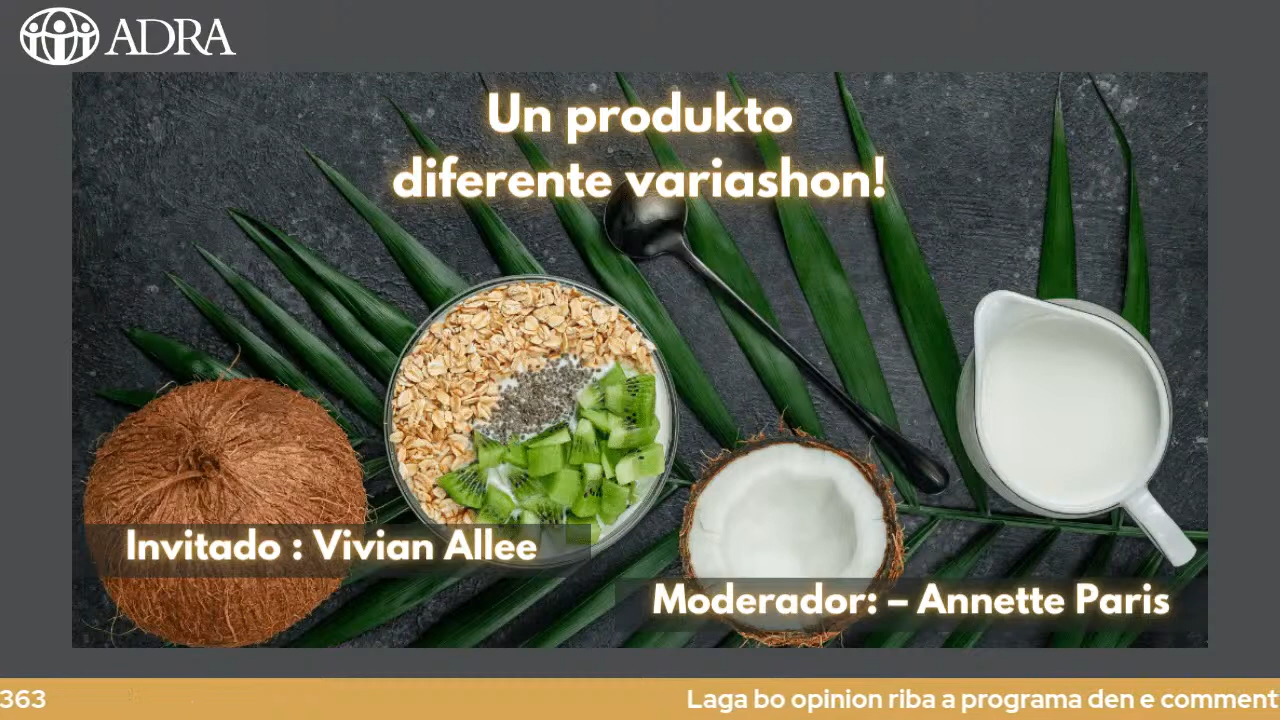 ADRA
Un produkto
diferente variashon!
Invitado : Vivian Allee
Moderador: – Annette Paris
363
Laga bo opinion riba a programa den e comment